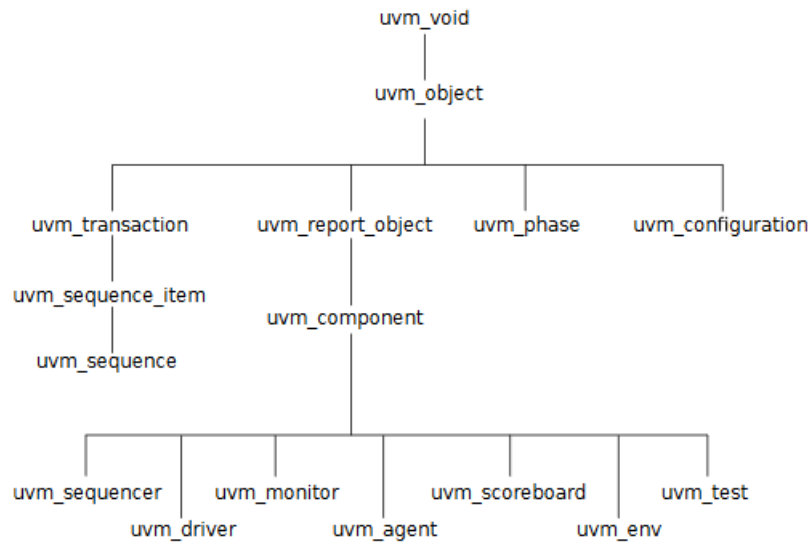 uvm_void
uvm_object
uvm_transaction uvm_report_object uvm_phase uvm_configuration
uvm_sequence_item
uvm_component
uvm_sequence
uvm_sequencer uvm_monitor uvm_scoreboard uvm_test
uvm_driver uvm_agent uvm_env